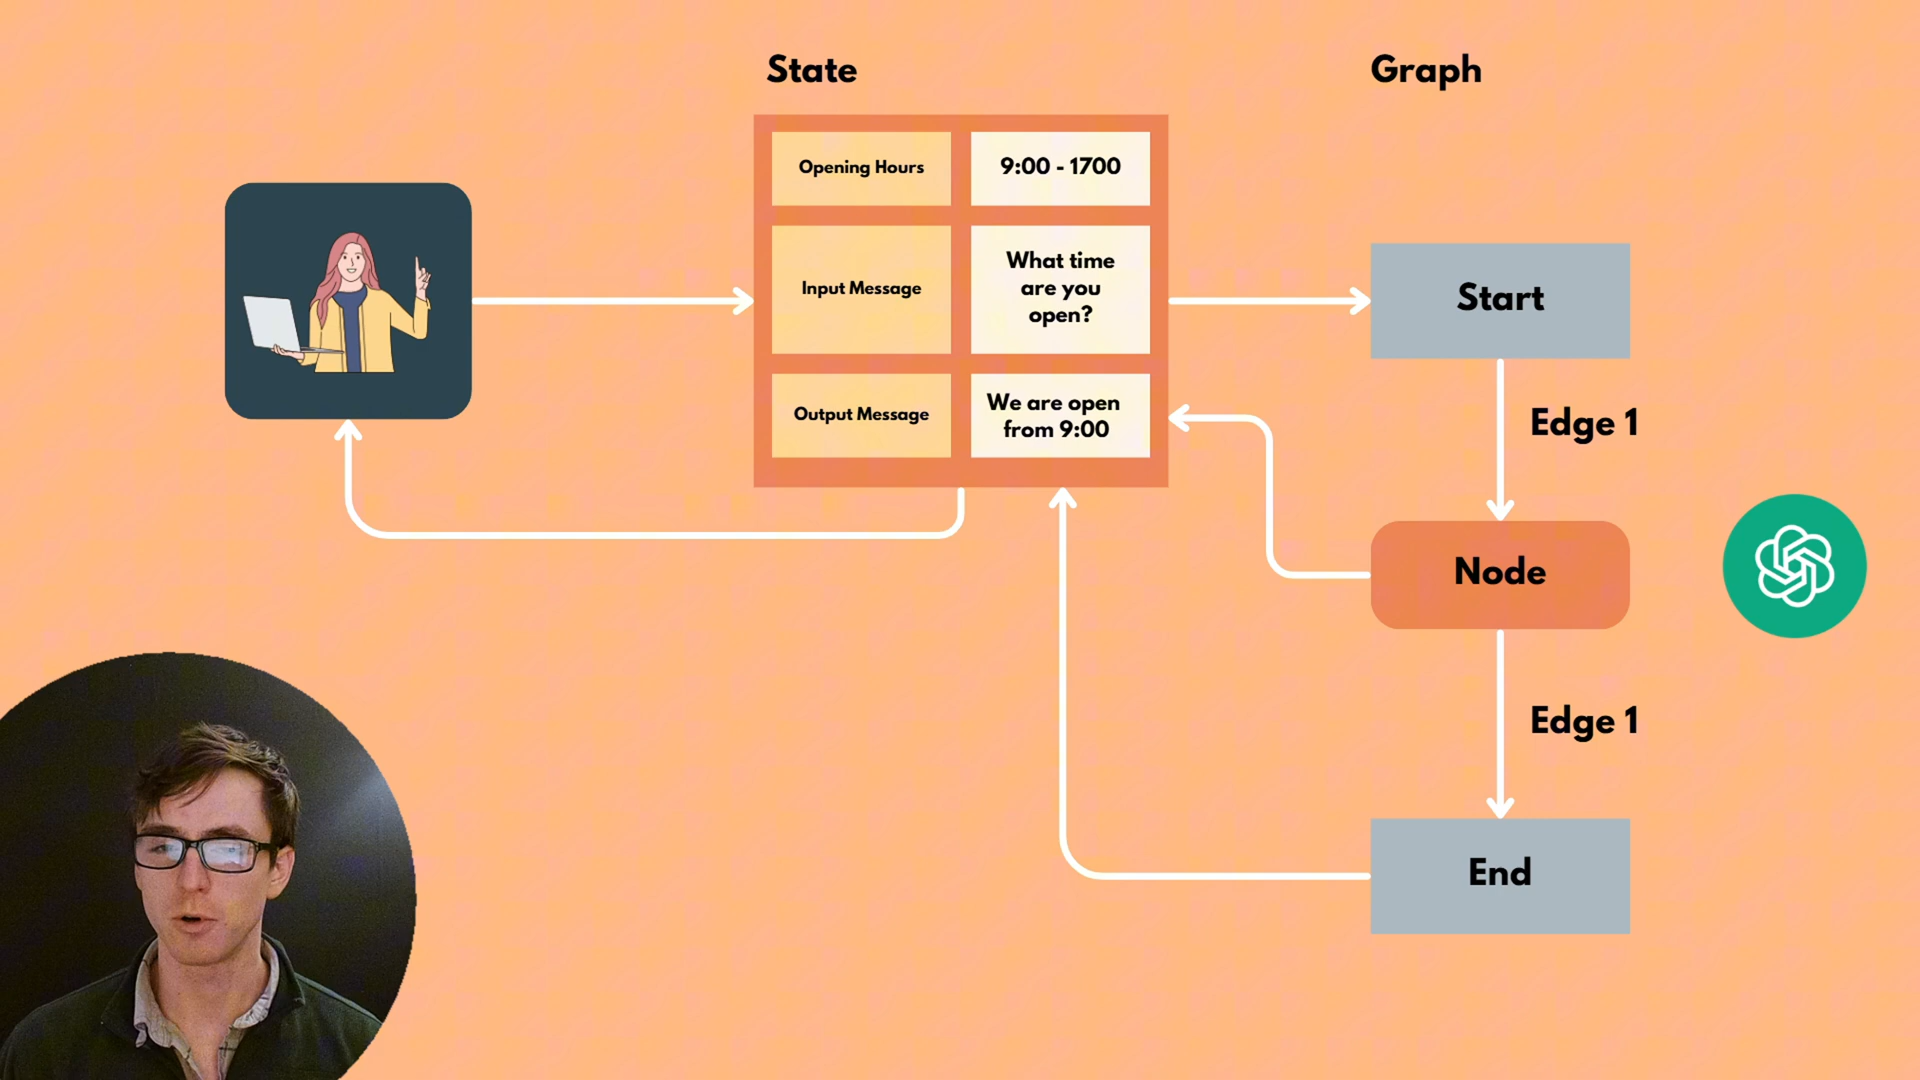 State
Graph
Opening Hours
9:00 - 1700
Input Message
What time
are you
open?
Output Message
We are open
from 9:00
Start
Edge 1
Node
Edge 1
End